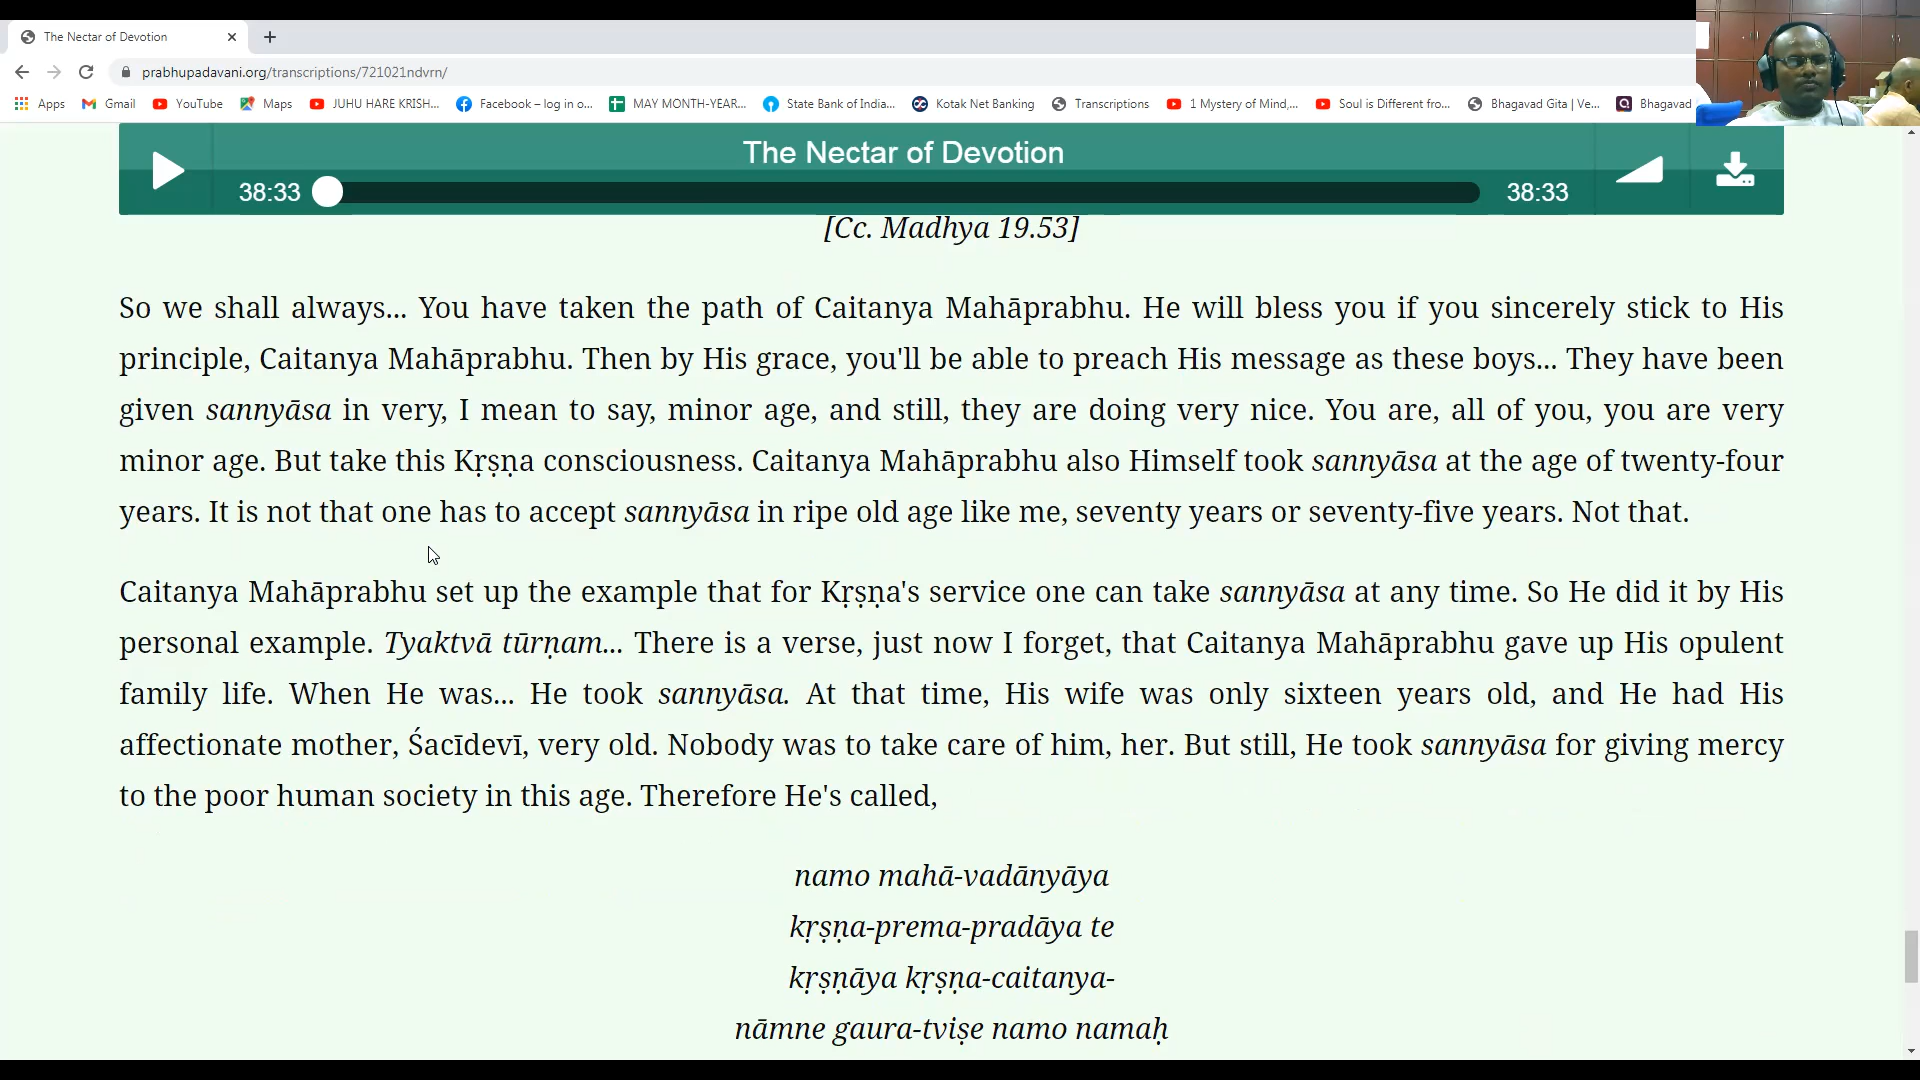 The Nectar of Devotion
prabhupadavani.org/transcriptions/721021ndvrn/
Apps Gmail YouTube Maps JUHU HARE KRISH... Facebook – log in o... MAY MONTH-YEAR... State Bank of Indi... Kotak Net Banking Transcriptions 1 Mystery of Mind,... Soul is Different fro... Bhagavad Gita | Ve... Bhagavad
The Nectar of Devotion
38:33 38:33
[Cc. Madhya 19.53]
So we shall always... You have taken the path of Caitanya Mahāprabhu. He will bless you if you sincerely stick to His
principle, Caitanya Mahāprabhu. Then by His grace, you'll be able to preach His message as these boys... They have been
given sannyāsa in very, I mean to say, minor age, and still, they are doing very nice. You are, all of you, you are very
minor age. But take this Kṛṣṇa consciousness. Caitanya Mahāprabhu also Himself took sannyāsa at the age of twenty-four
years. It is not that one has to accept sannyāsa in ripe old age like me, seventy years or seventy-five years. Not that.
Caitanya Mahāprabhu set up the example that for Kṛṣṇa's service one can take sannyāsa at any time. So He did it by His
personal example. Tyaktvā tūrṇam... There is a verse, just now I forget, that Caitanya Mahāprabhu gave up His opulent
family life. When He was... He took sannyāsa. At that time, His wife was only sixteen years old, and He had His
affectionate mother, Śacīdevī, very old. Nobody was to take care of him, her. But still, He took sannyāsa for giving mercy
to the poor human society in this age. Therefore He's called,
namo mahā-vadānyāya
kṛṣṇa-prema-pradāya te
kṛṣṇāya kṛṣṇa-caitanya-
nāmne gaura-tviṣe namo namaḥ